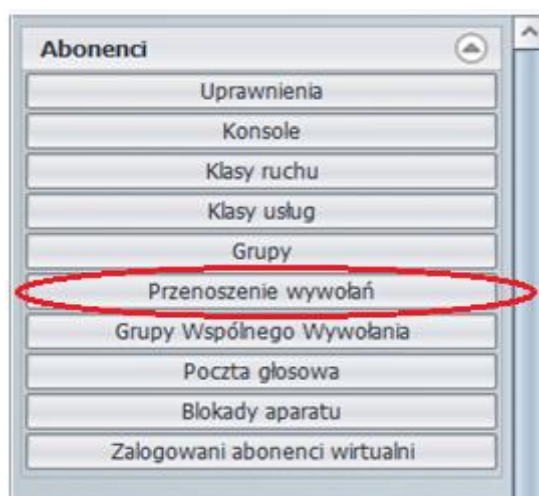 Abonenci
Uprawnienia
Konsole
Klasy ruchu
Klasy usług
Grupy
Przenoszenie wywołań
Grupy Wspólnego Wywołania
Poczta głosowa
Blokady aparatu
Zalogowani abonenci wirtualni